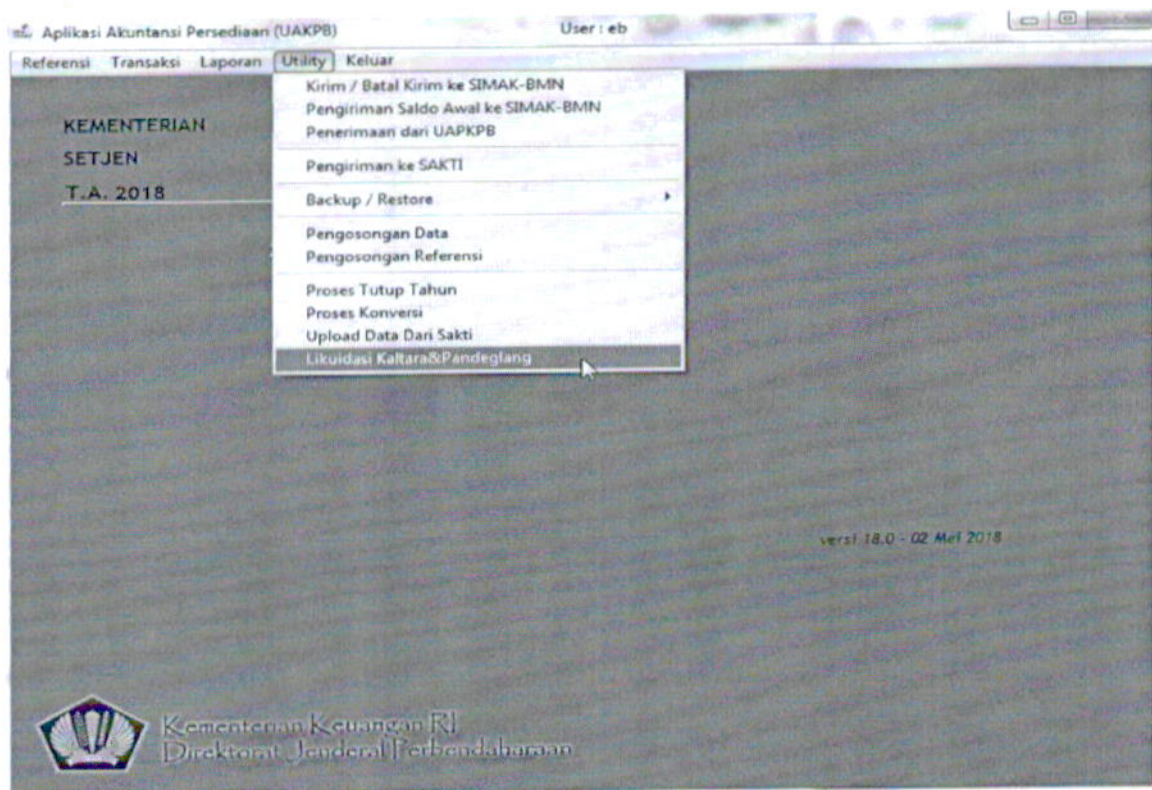 Aplikasi Akuntansi Persediaan (UAKPB) User : eb
Referensi Transaksi Laporan Utility Keluar
Kirim / Batal Kirim ke SIMAK-BMN
Pengiriman Saldo Awal ke SIMAK-BMN
Penerimaan dari UAPKPB
Pengiriman ke SAKTI
Backup / Restore
Pengosongan Data
Pengosongan Referensi
Proses Tutup Tahun
Proses Konversi
Upload Data Dari Sakti
Likuidasi Kaltara&Pandeglang
KEMENTERIAN
SETJEN
T.A. 2018
versi 18.0 - 02 Mei 2018
Kementerian Keuangan RI
Direktorat Jenderal Perbendaharaan